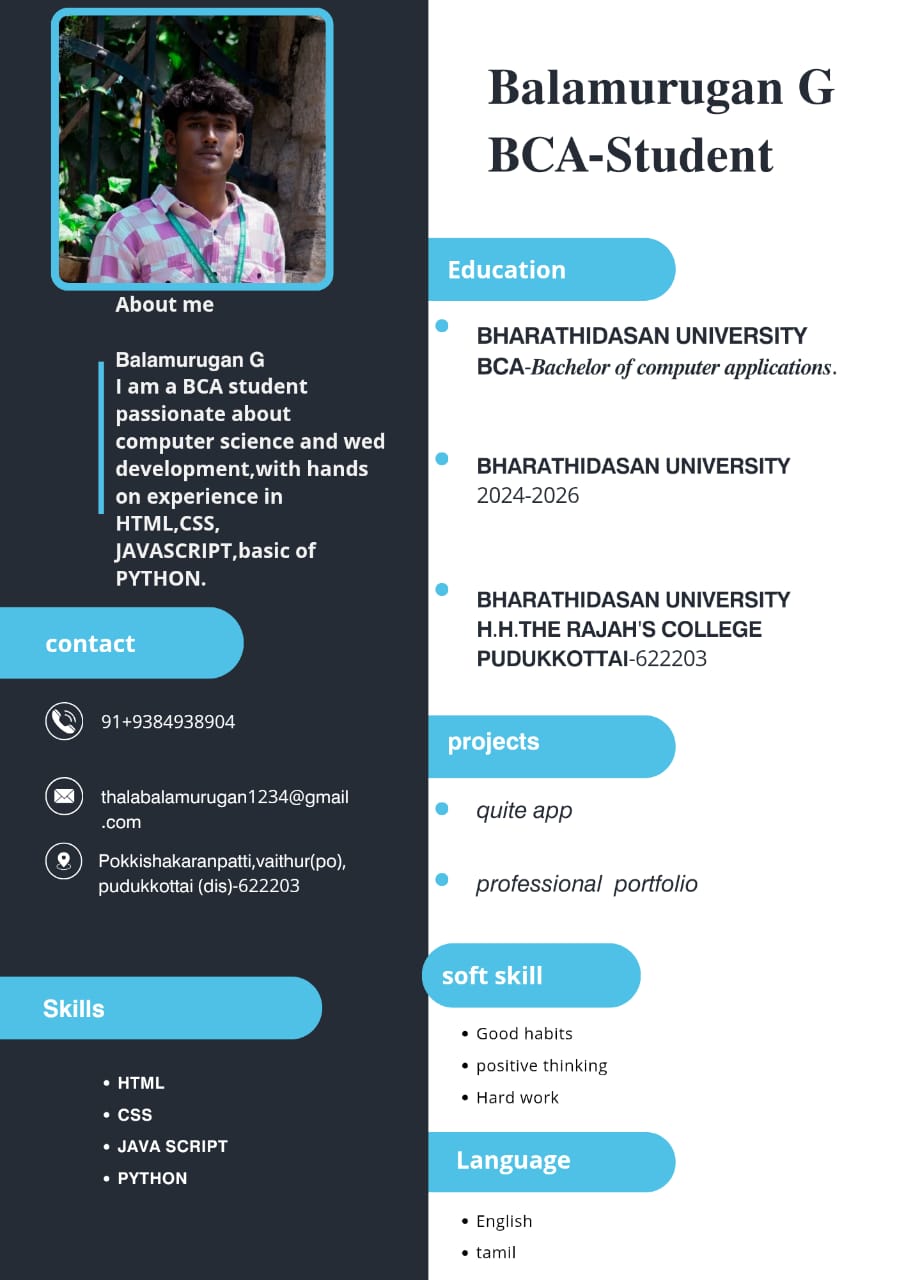 Balamurugan G
BCA-Student
About me
Balamurugan G
I am a BCA student
passionate about
computer science and wed
development,with hands
on experience in
HTML,CSS,
JAVASCRIPT,basic of
PYTHON.
contact
91+9384938904
thalabalamurugan1234@gmail
.com
Pokkishakaranpatti,vaithur(po),
pudukkottai (dis)-622203
Skills
• HTML
• CSS
• JAVA SCRIPT
• PYTHON
Education
BHARATHIDASAN UNIVERSITY
BCA-Bachelor of computer applications.
BHARATHIDASAN UNIVERSITY
2024-2026
BHARATHIDASAN UNIVERSITY
H.H.THE RAJAH'S COLLEGE
PUDUKKOTTAI-622203
projects
quite app
professional portfolio
soft skill
• Good habits
• positive thinking
• Hard work
Language
• English
• tamil